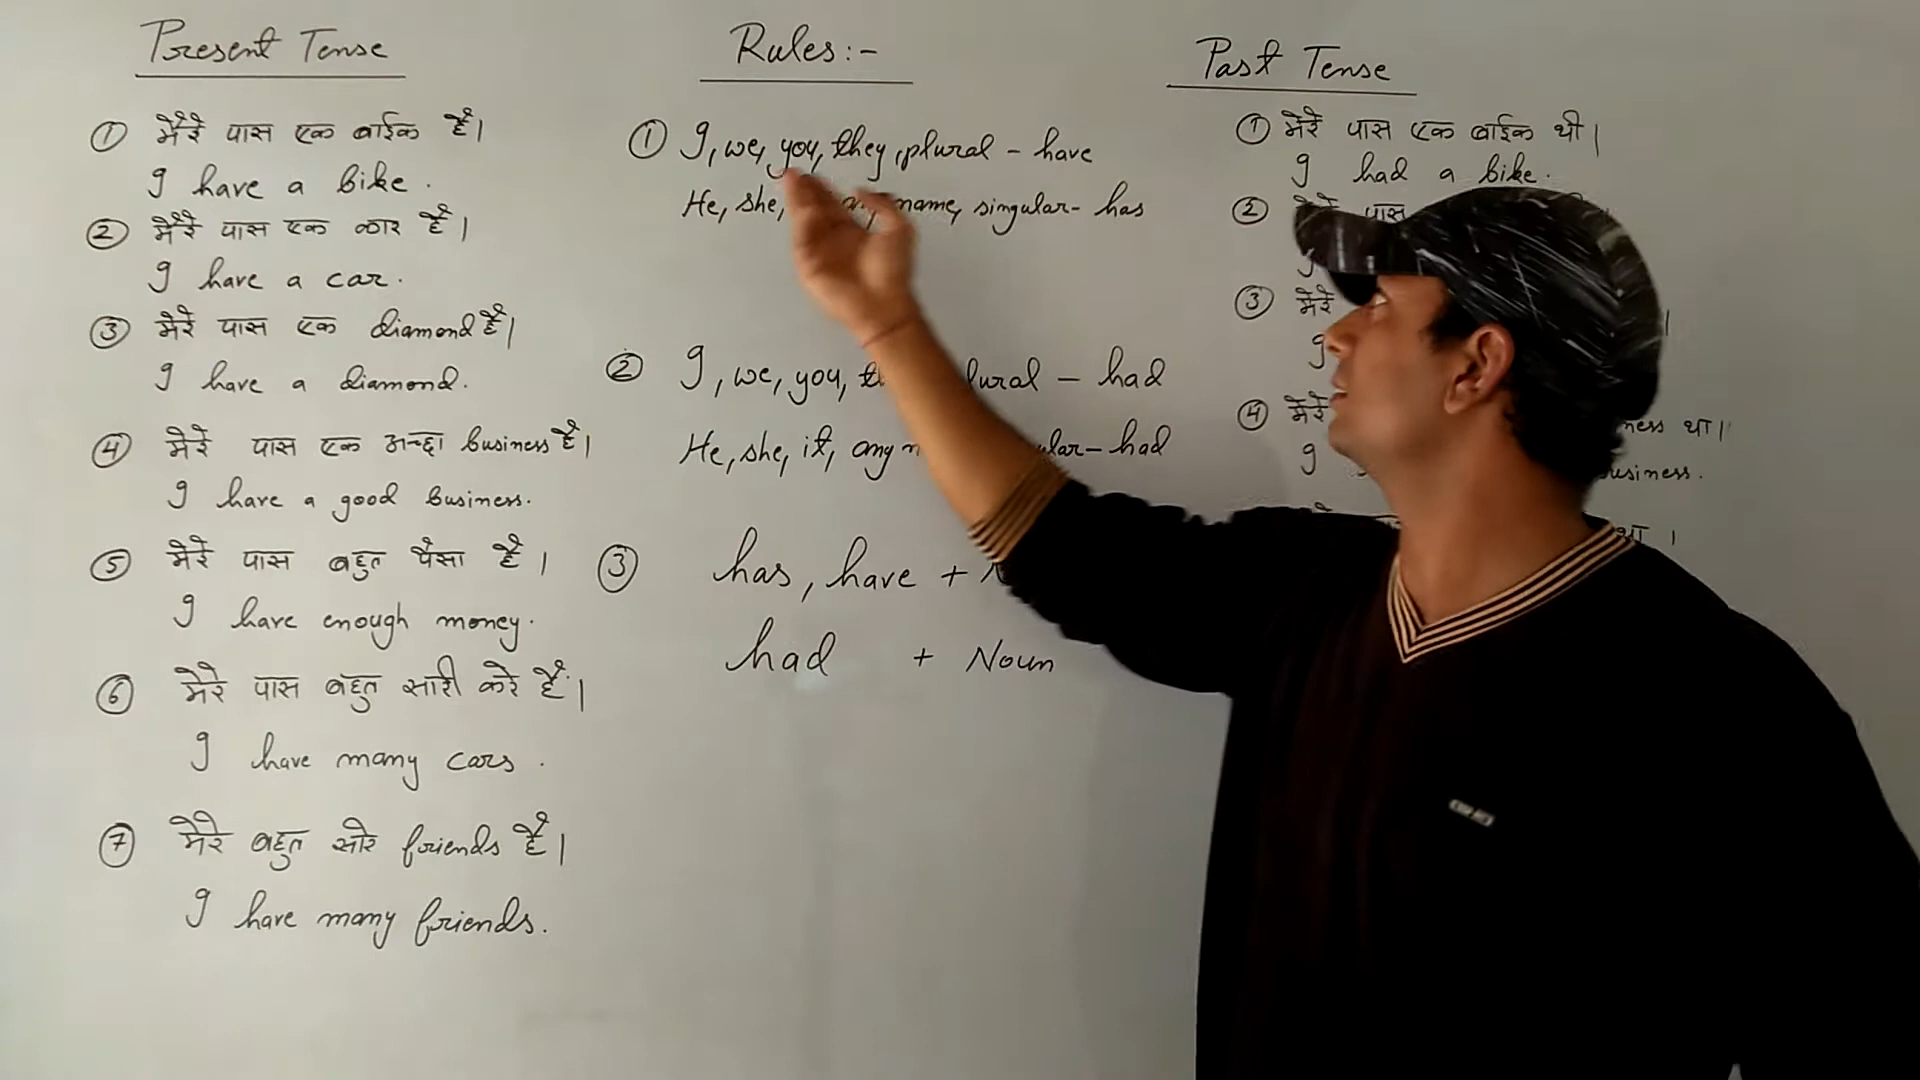 Present Tense
① मेरे पास एक बाईक है।
I have a bike.
② मेरे पास एक कार है।
I have a car.
③ मेरे पास एक diamond है।
I have a diamond.
④ मेरे पास एक अच्छा business है।
I have a good business.
⑤ मेरे पास बहुत पैसा है।
I have enough money.
⑥ मेरे पास बहुत सारी करे है।
I have many cars.
⑦ मेरे बहुत सारे friends है।
I have many friends.
Rules:-
① I, we, you, they, plural - have
He, she, name, singular- has
② I, we, you, - had
He, she, it, any - had
③ has, have +
had + Noun
Past Tense
① मेरे पास एक बाईक थी।
I had a bike.
② पास
③ मेरे
I
④ मेरे था।
I business.
था।